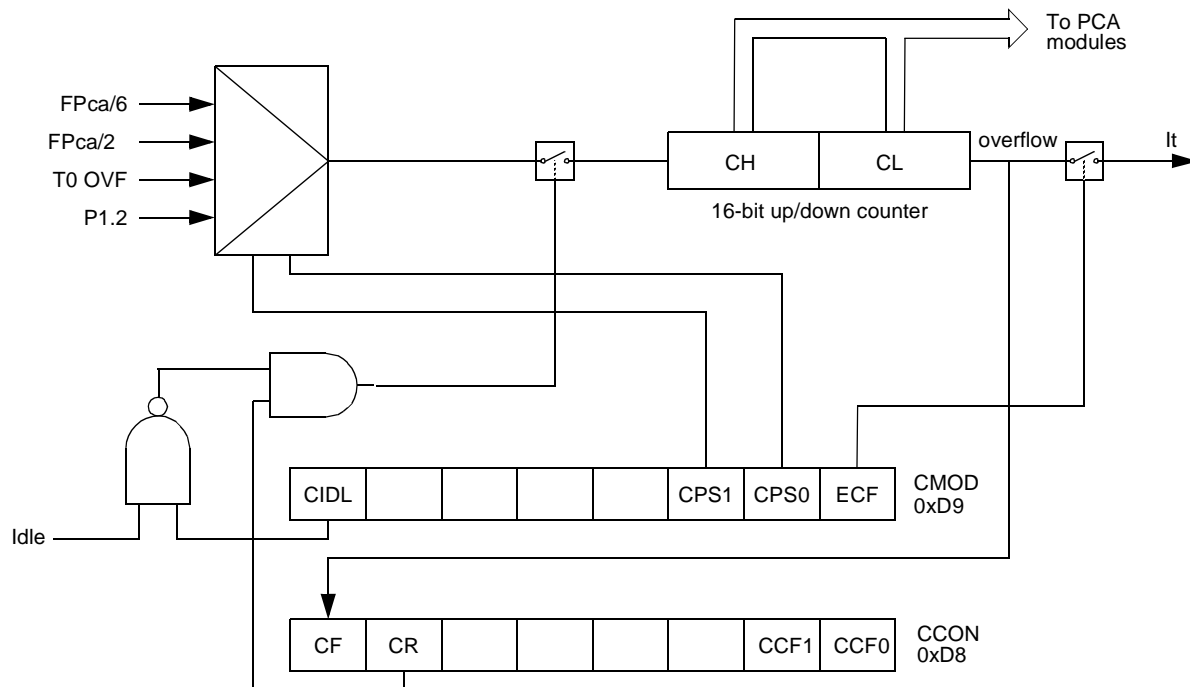 To PCA
modules
FPca/6
FPca/2
T0 OVF
P1.2
CH
CL
overflow
It
16-bit up/down counter
CIDL
CPS1
CPS0
ECF
CMOD
0xD9
Idle
CF
CR
CCF1
CCF0
CCON
0xD8